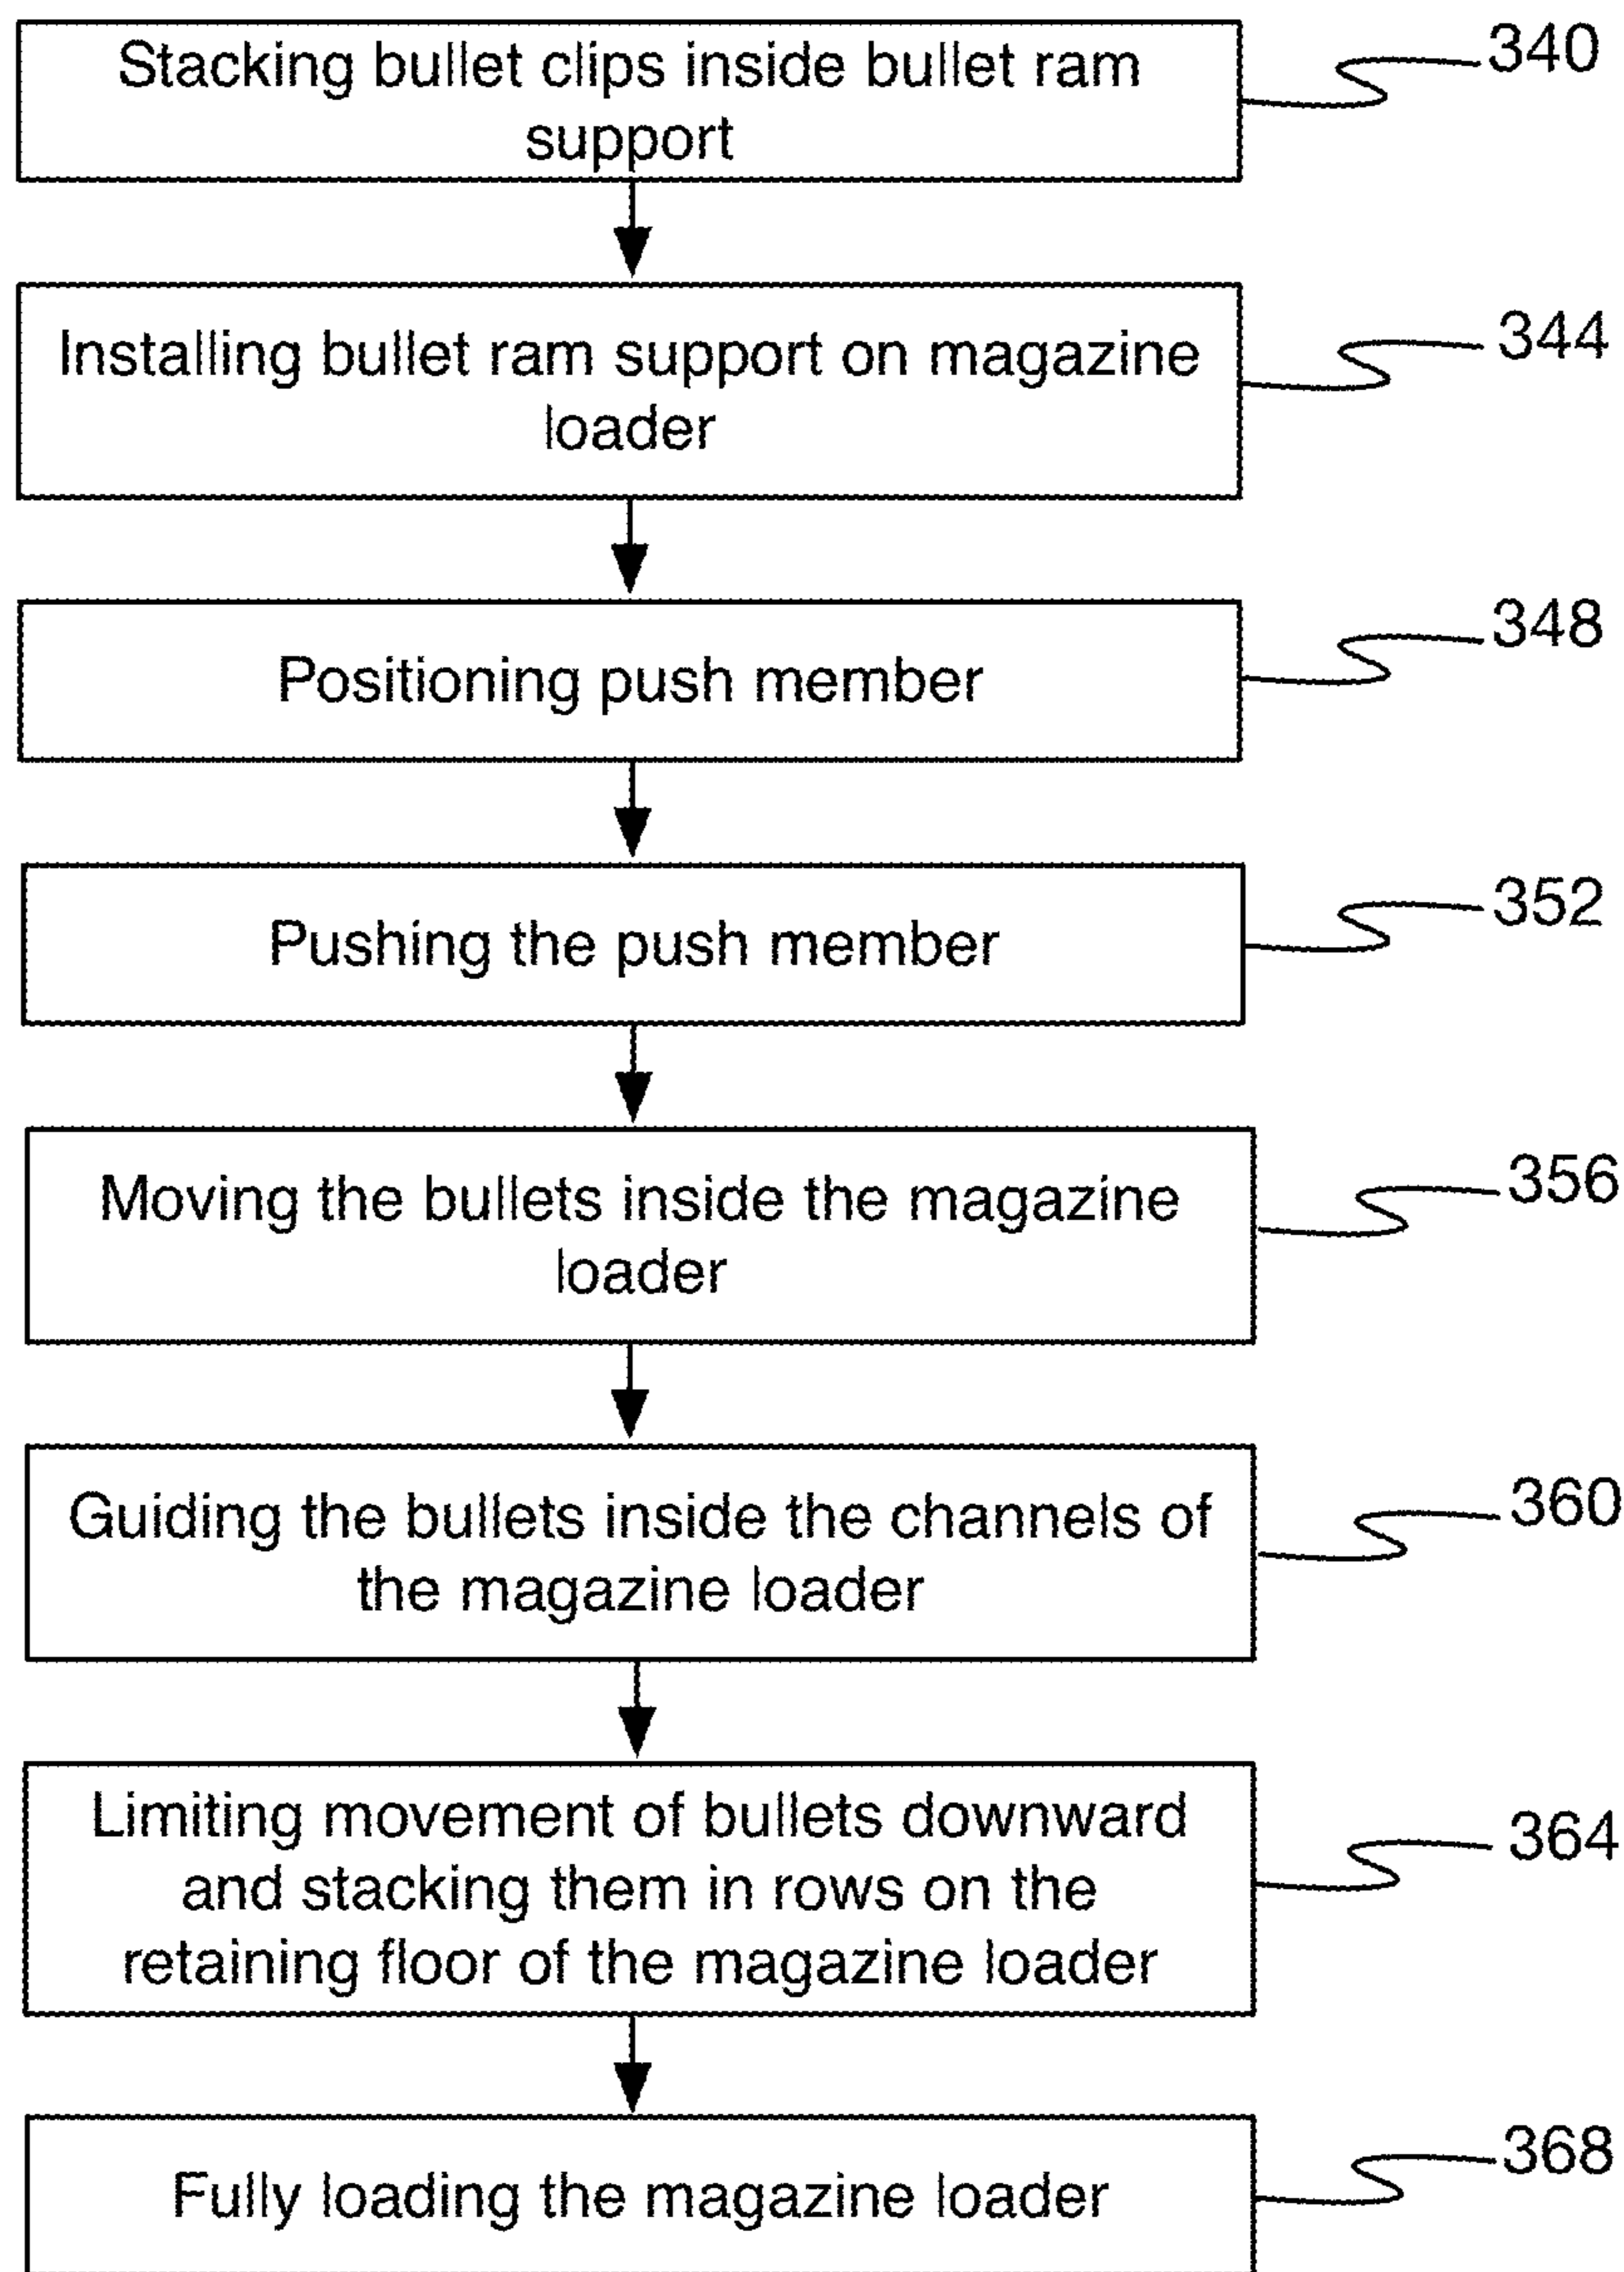 Stacking bullet clips inside bullet ram
support
340
Installing bullet ram support on magazine
loader
344
Positioning push member
348
Pushing the push member
352
Moving the bullets inside the magazine
loader
356
Guiding the bullets inside the channels of
the magazine loader
360
Limiting movement of bullets downward
and stacking them in rows on the
retaining floor of the magazine loader
364
Fully loading the magazine loader
368